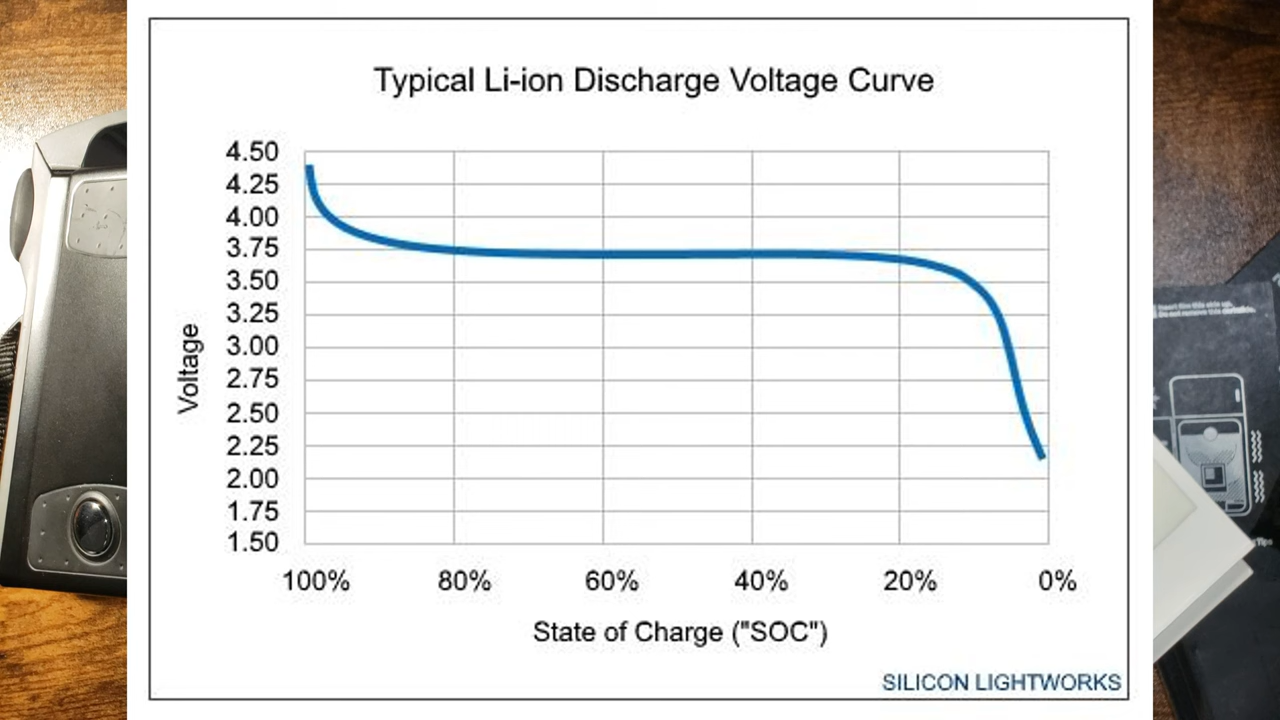 Typical Li-ion Discharge Voltage Curve
4.50
4.25
4.00
3.75
3.50
3.25
3.00
2.75
2.50
2.25
2.00
1.75
1.50
Voltage
100% 80% 60% 40% 20% 0%
State of Charge ("SOC")
SILICON LIGHTWORKS